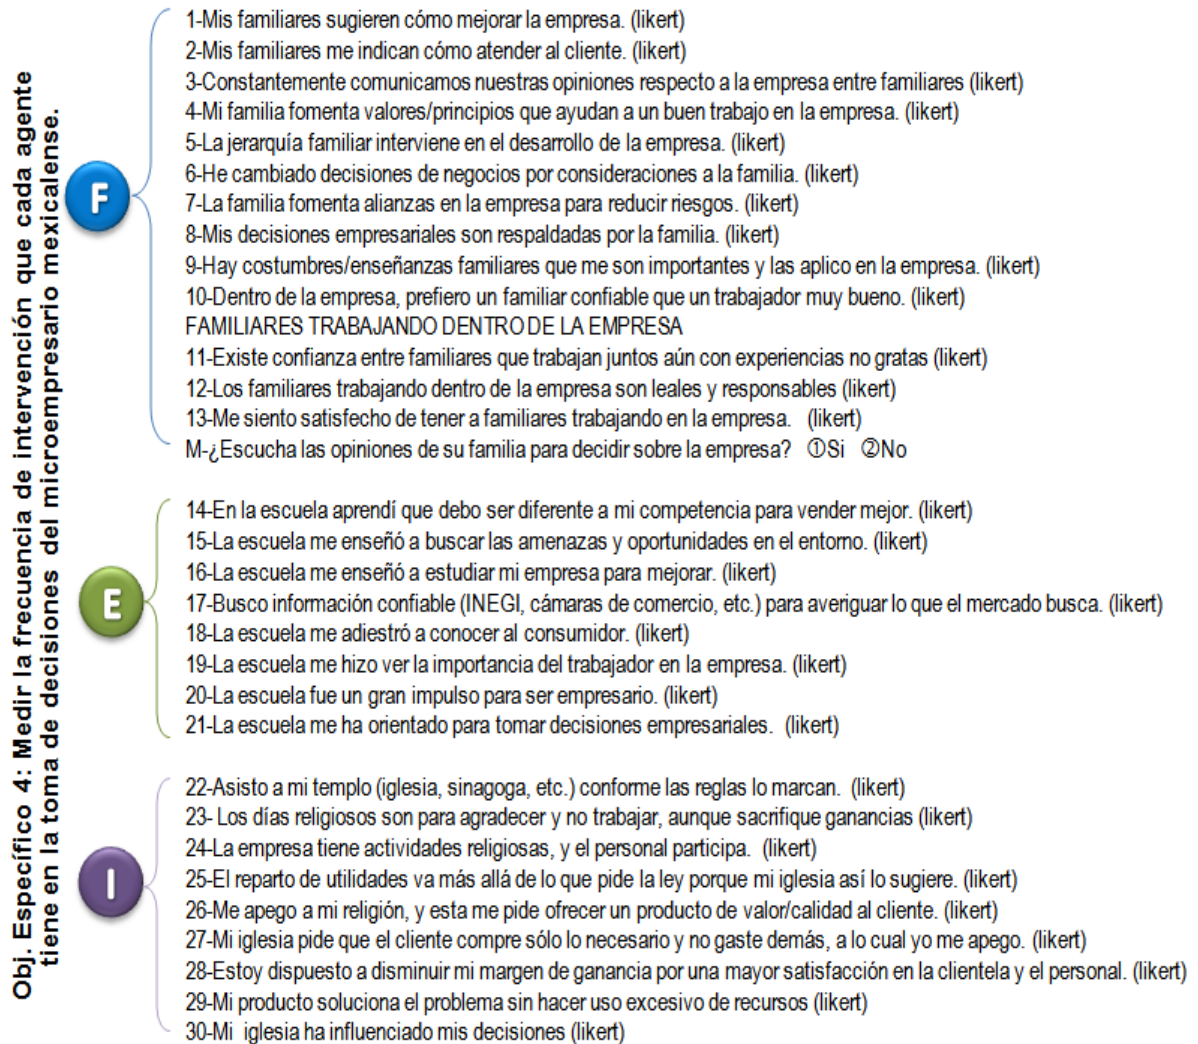 Obj. Específico 4: Medir la frecuencia de intervención que cada agente
tiene en la toma de decisiones del microempresario mexicalense.
F
1-Mis familiares sugieren cómo mejorar la empresa. (likert)
2-Mis familiares me indican cómo atender al cliente. (likert)
3-Constantemente comunicamos nuestras opiniones respecto a la empresa entre familiares (likert)
4-Mi familia fomenta valores/principios que ayudan a un buen trabajo en la empresa. (likert)
5-La jerarquía familiar interviene en el desarrollo de la empresa. (likert)
6-He cambiado decisiones de negocios por consideraciones a la familia. (likert)
7-La familia fomenta alianzas en la empresa para reducir riesgos. (likert)
8-Mis decisiones empresariales son respaldadas por la familia. (likert)
9-Hay costumbres/enseñanzas familiares que me son importantes y las aplico en la empresa. (likert)
10-Dentro de la empresa, prefiero un familiar confiable que un trabajador muy bueno. (likert)
FAMILIARES TRABAJANDO DENTRO DE LA EMPRESA
11-Existe confianza entre familiares que trabajan juntos aún con experiencias no gratas (likert)
12-Los familiares trabajando dentro de la empresa son leales y responsables (likert)
13-Me siento satisfecho de tener a familiares trabajando en la empresa. (likert)
M-¿Escucha las opiniones de su familia para decidir sobre la empresa? ①Si ②No
E
14-En la escuela aprendí que debo ser diferente a mi competencia para vender mejor. (likert)
15-La escuela me enseñó a buscar las amenazas y oportunidades en el entorno. (likert)
16-La escuela me enseñó a estudiar mi empresa para mejorar. (likert)
17-Busco información confiable (INEGI, cámaras de comercio, etc.) para averiguar lo que el mercado busca. (likert)
18-La escuela me adiestró a conocer al consumidor. (likert)
19-La escuela me hizo ver la importancia del trabajador en la empresa. (likert)
20-La escuela fue un gran impulso para ser empresario. (likert)
21-La escuela me ha orientado para tomar decisiones empresariales. (likert)
I
22-Asisto a mi templo (iglesia, sinagoga, etc.) conforme las reglas lo marcan. (likert)
23- Los días religiosos son para agradecer y no trabajar, aunque sacrifique ganancias (likert)
24-La empresa tiene actividades religiosas, y el personal participa. (likert)
25-El reparto de utilidades va más allá de lo que pide la ley porque mi iglesia así lo sugiere. (likert)
26-Me apego a mi religión, y esta me pide ofrecer un producto de valor/calidad al cliente. (likert)
27-Mi iglesia pide que el cliente compre sólo lo necesario y no gaste demás, a lo cual yo me apego. (likert)
28-Estoy dispuesto a disminuir mi margen de ganancia por una mayor satisfacción en la clientela y el personal. (likert)
29-Mi producto soluciona el problema sin hacer uso excesivo de recursos (likert)
30-Mi iglesia ha influenciado mis decisiones (likert)